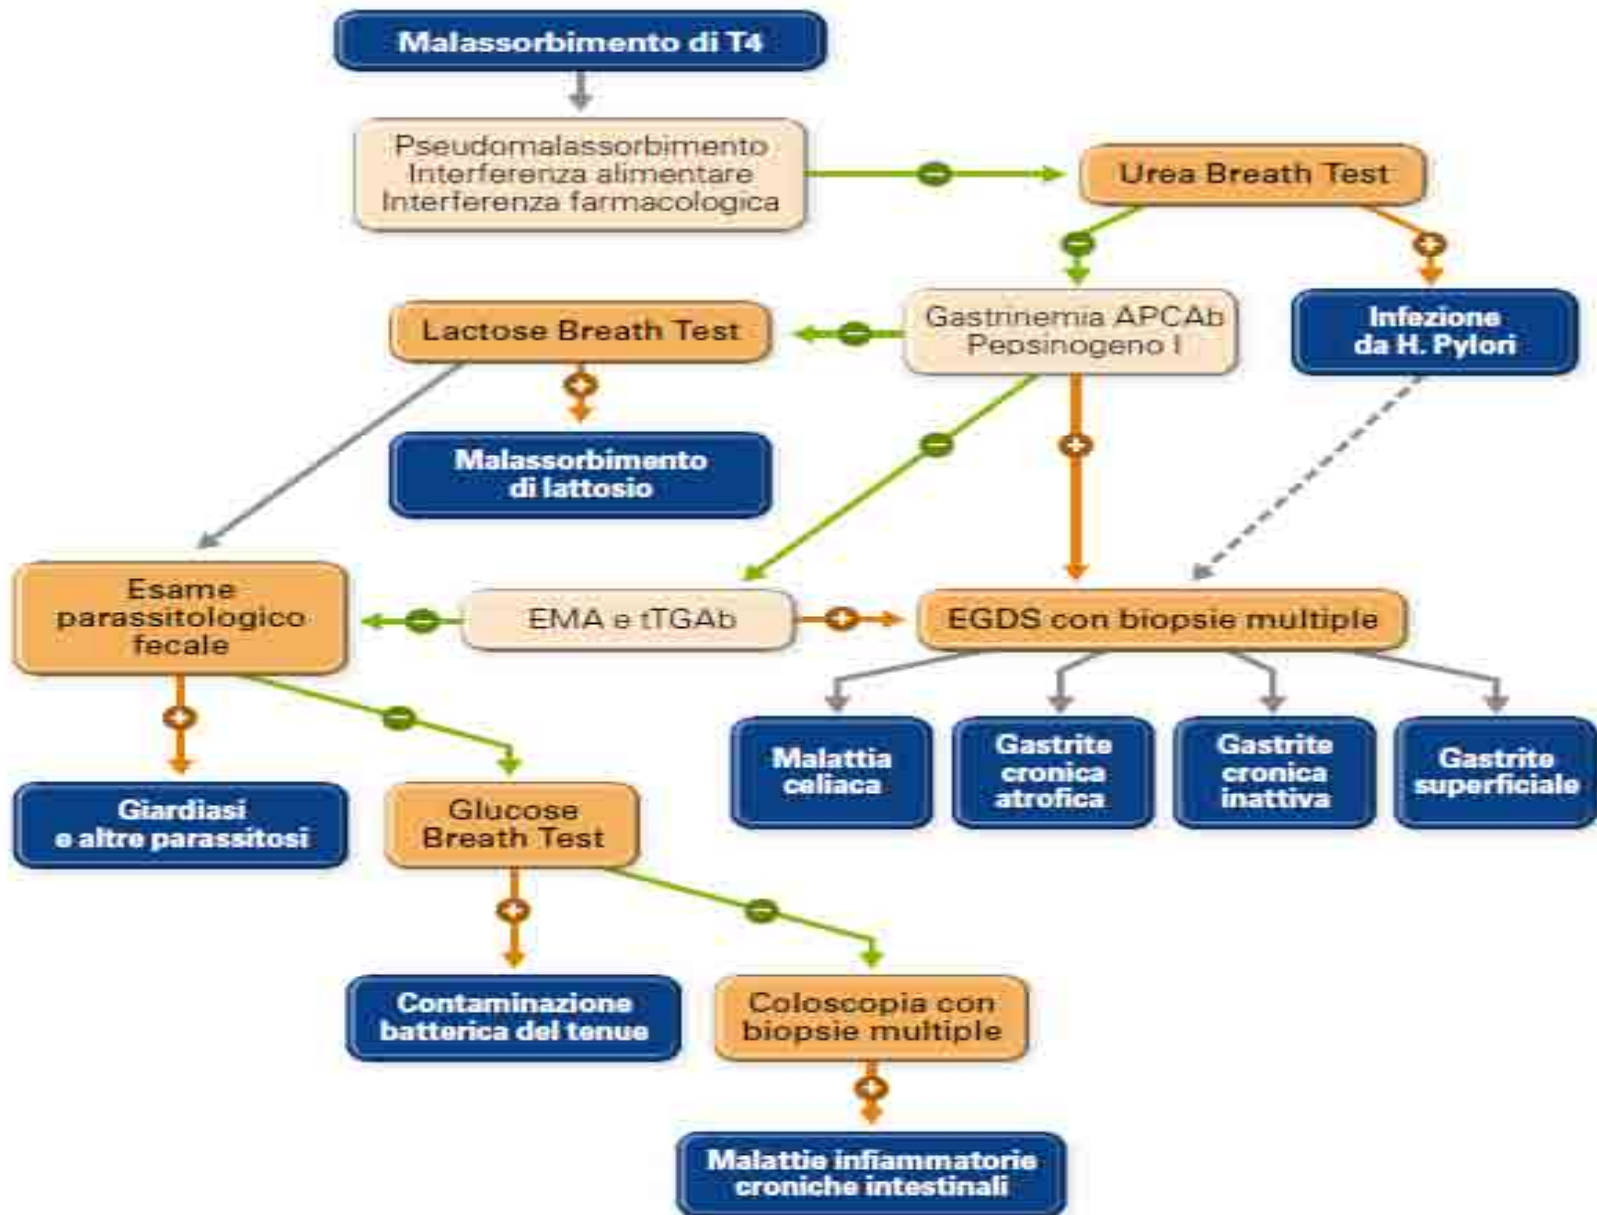 Malassorbimento di T4
Pseudomalassorbimento
Interferenza alimentare
Interferenza farmacologica
Urea Breath Test
Lactose Breath Test
Gastrinemia APCAb
Pepsinogeno I
Infezione
da H. Pylori
Malassorbimento
di lattosio
Esame
parassitologico
fecale
EMA e tTGAb
EGDS con biopsie multiple
Malattia
celiaca
Gastrite
cronica
atrofica
Gastrite
cronica
inattiva
Gastrite
superficiale
Giardiasi
e altre parassitosi
Glucose
Breath Test
Contaminazione
batterica del tenue
Coloscopia con
biopsie multiple
Malattie infiammatorie
croniche intestinali